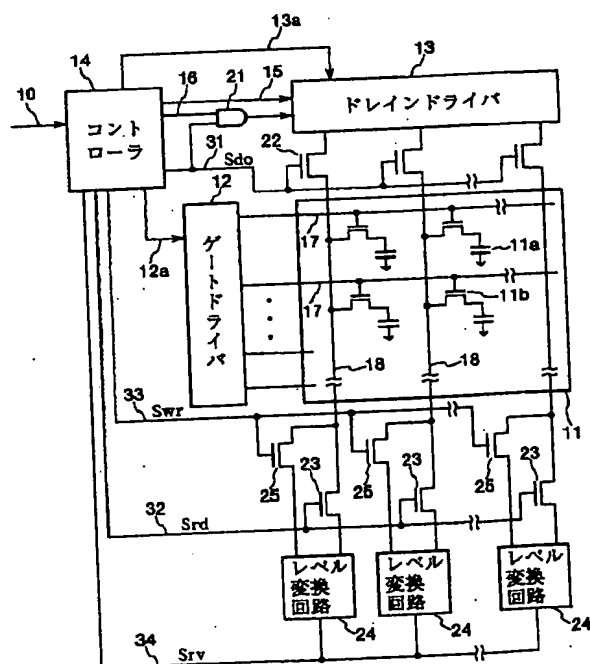 13a
14
16
15
13
21
10
コント
ローラ
ドレインドライバ
22
31
Sdo
12
ゲートドライバ
17
11a
12a
17
11b
18
18
33
Swr
11
23
23
23
25
25
25
32
Srd
レベル
変換
回路
レベル
変換
回路
レベル
変換
回路
24
24
24
34
Srv